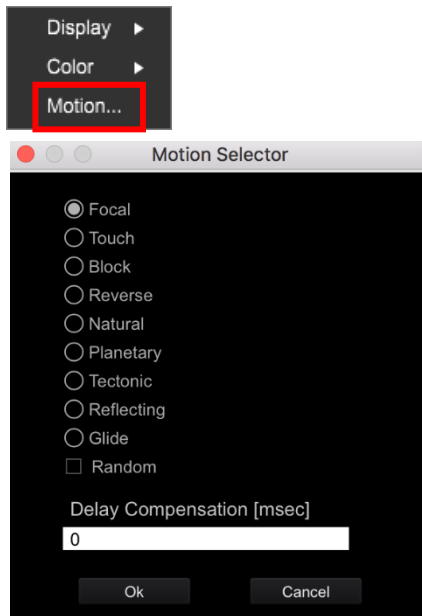 Display
Color
Motion...
Motion Selector
Focal
Touch
Block
Reverse
Natural
Planetary
Tectonic
Reflecting
Glide
Random
Delay Compensation [msec]
0
Ok Cancel